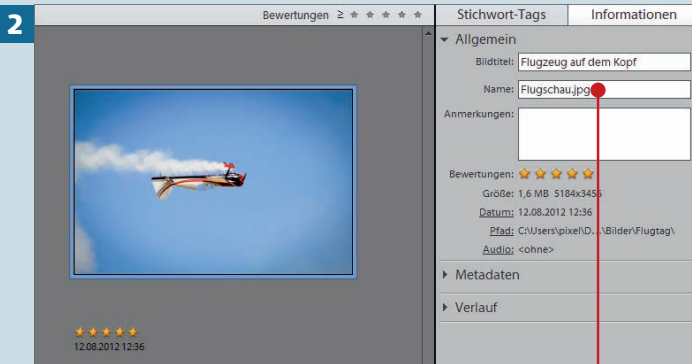 2
Bewertungen ≥
Stichwort-Tags Informationen
Allgemein
Bildtitel: Flugzeug auf dem Kopf
Name: Flugschau.jpg
Anmerkungen:
Bewertungen:
Größe: 1,6 MB 5184x3456
Datum: 12.08.2012 12:36
Pfad: C:\Users\pixel\D...\Bilder\Flugtag\
Audio: <ohne>
Metadaten
Verlauf
12.08.2012 12:36